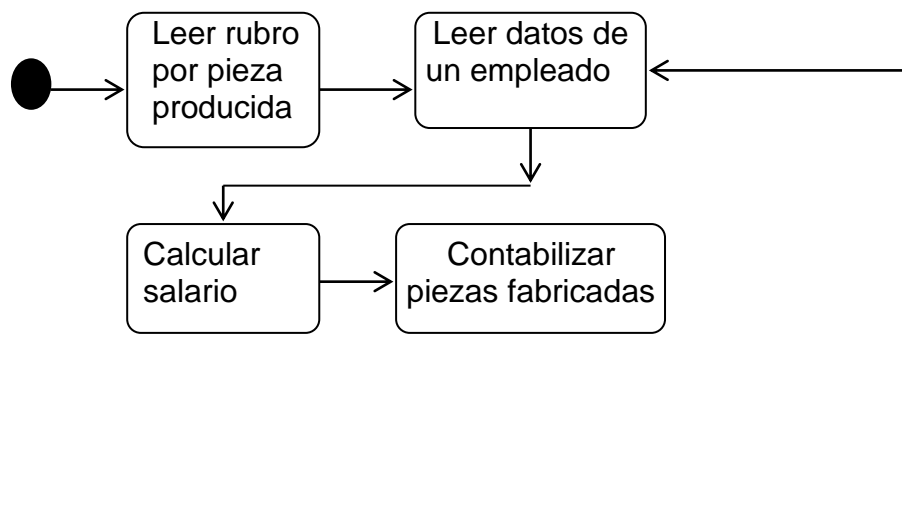 Leer rubro
por pieza
producida
Leer datos de
un empleado
Calcular
salario
Contabilizar
piezas fabricadas